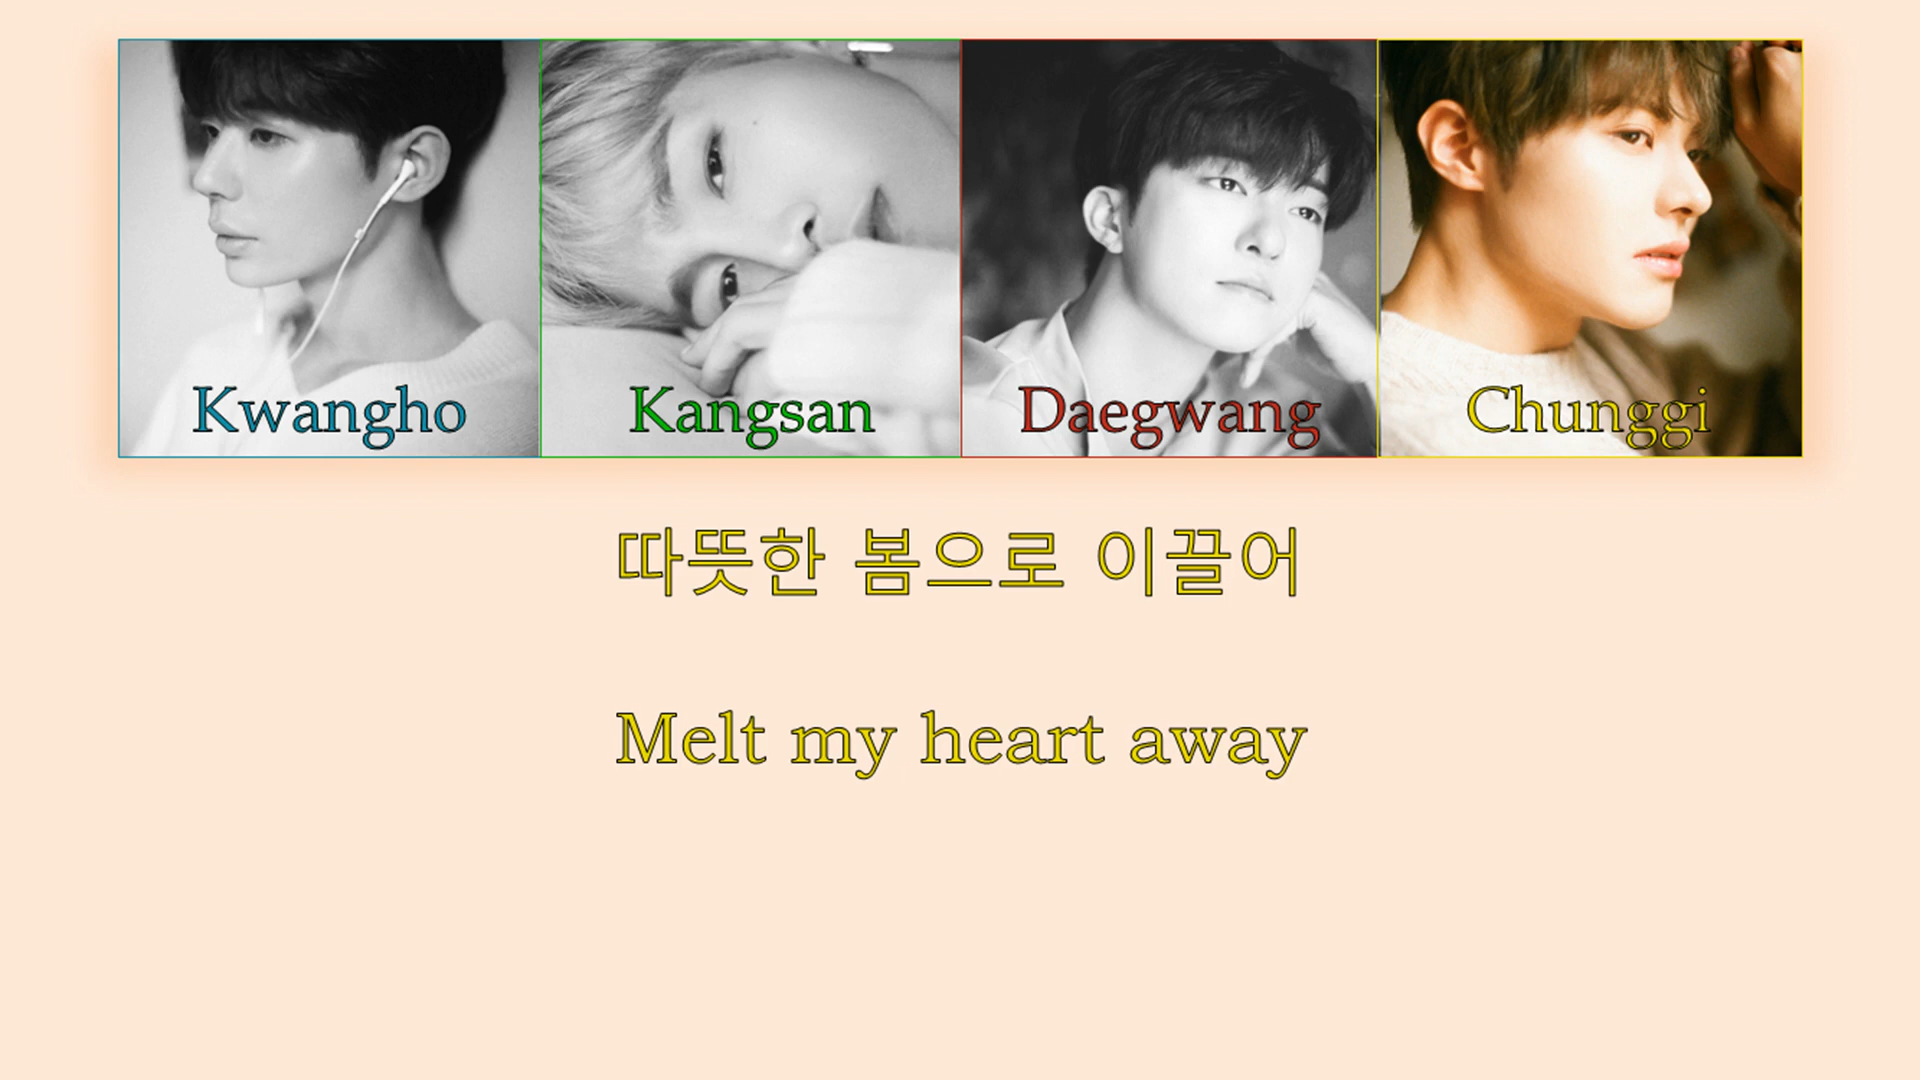 Kwangho
Kangsan
Daegwang
Chunggi
따뜻한 봄으로 이끌어
Melt my heart away